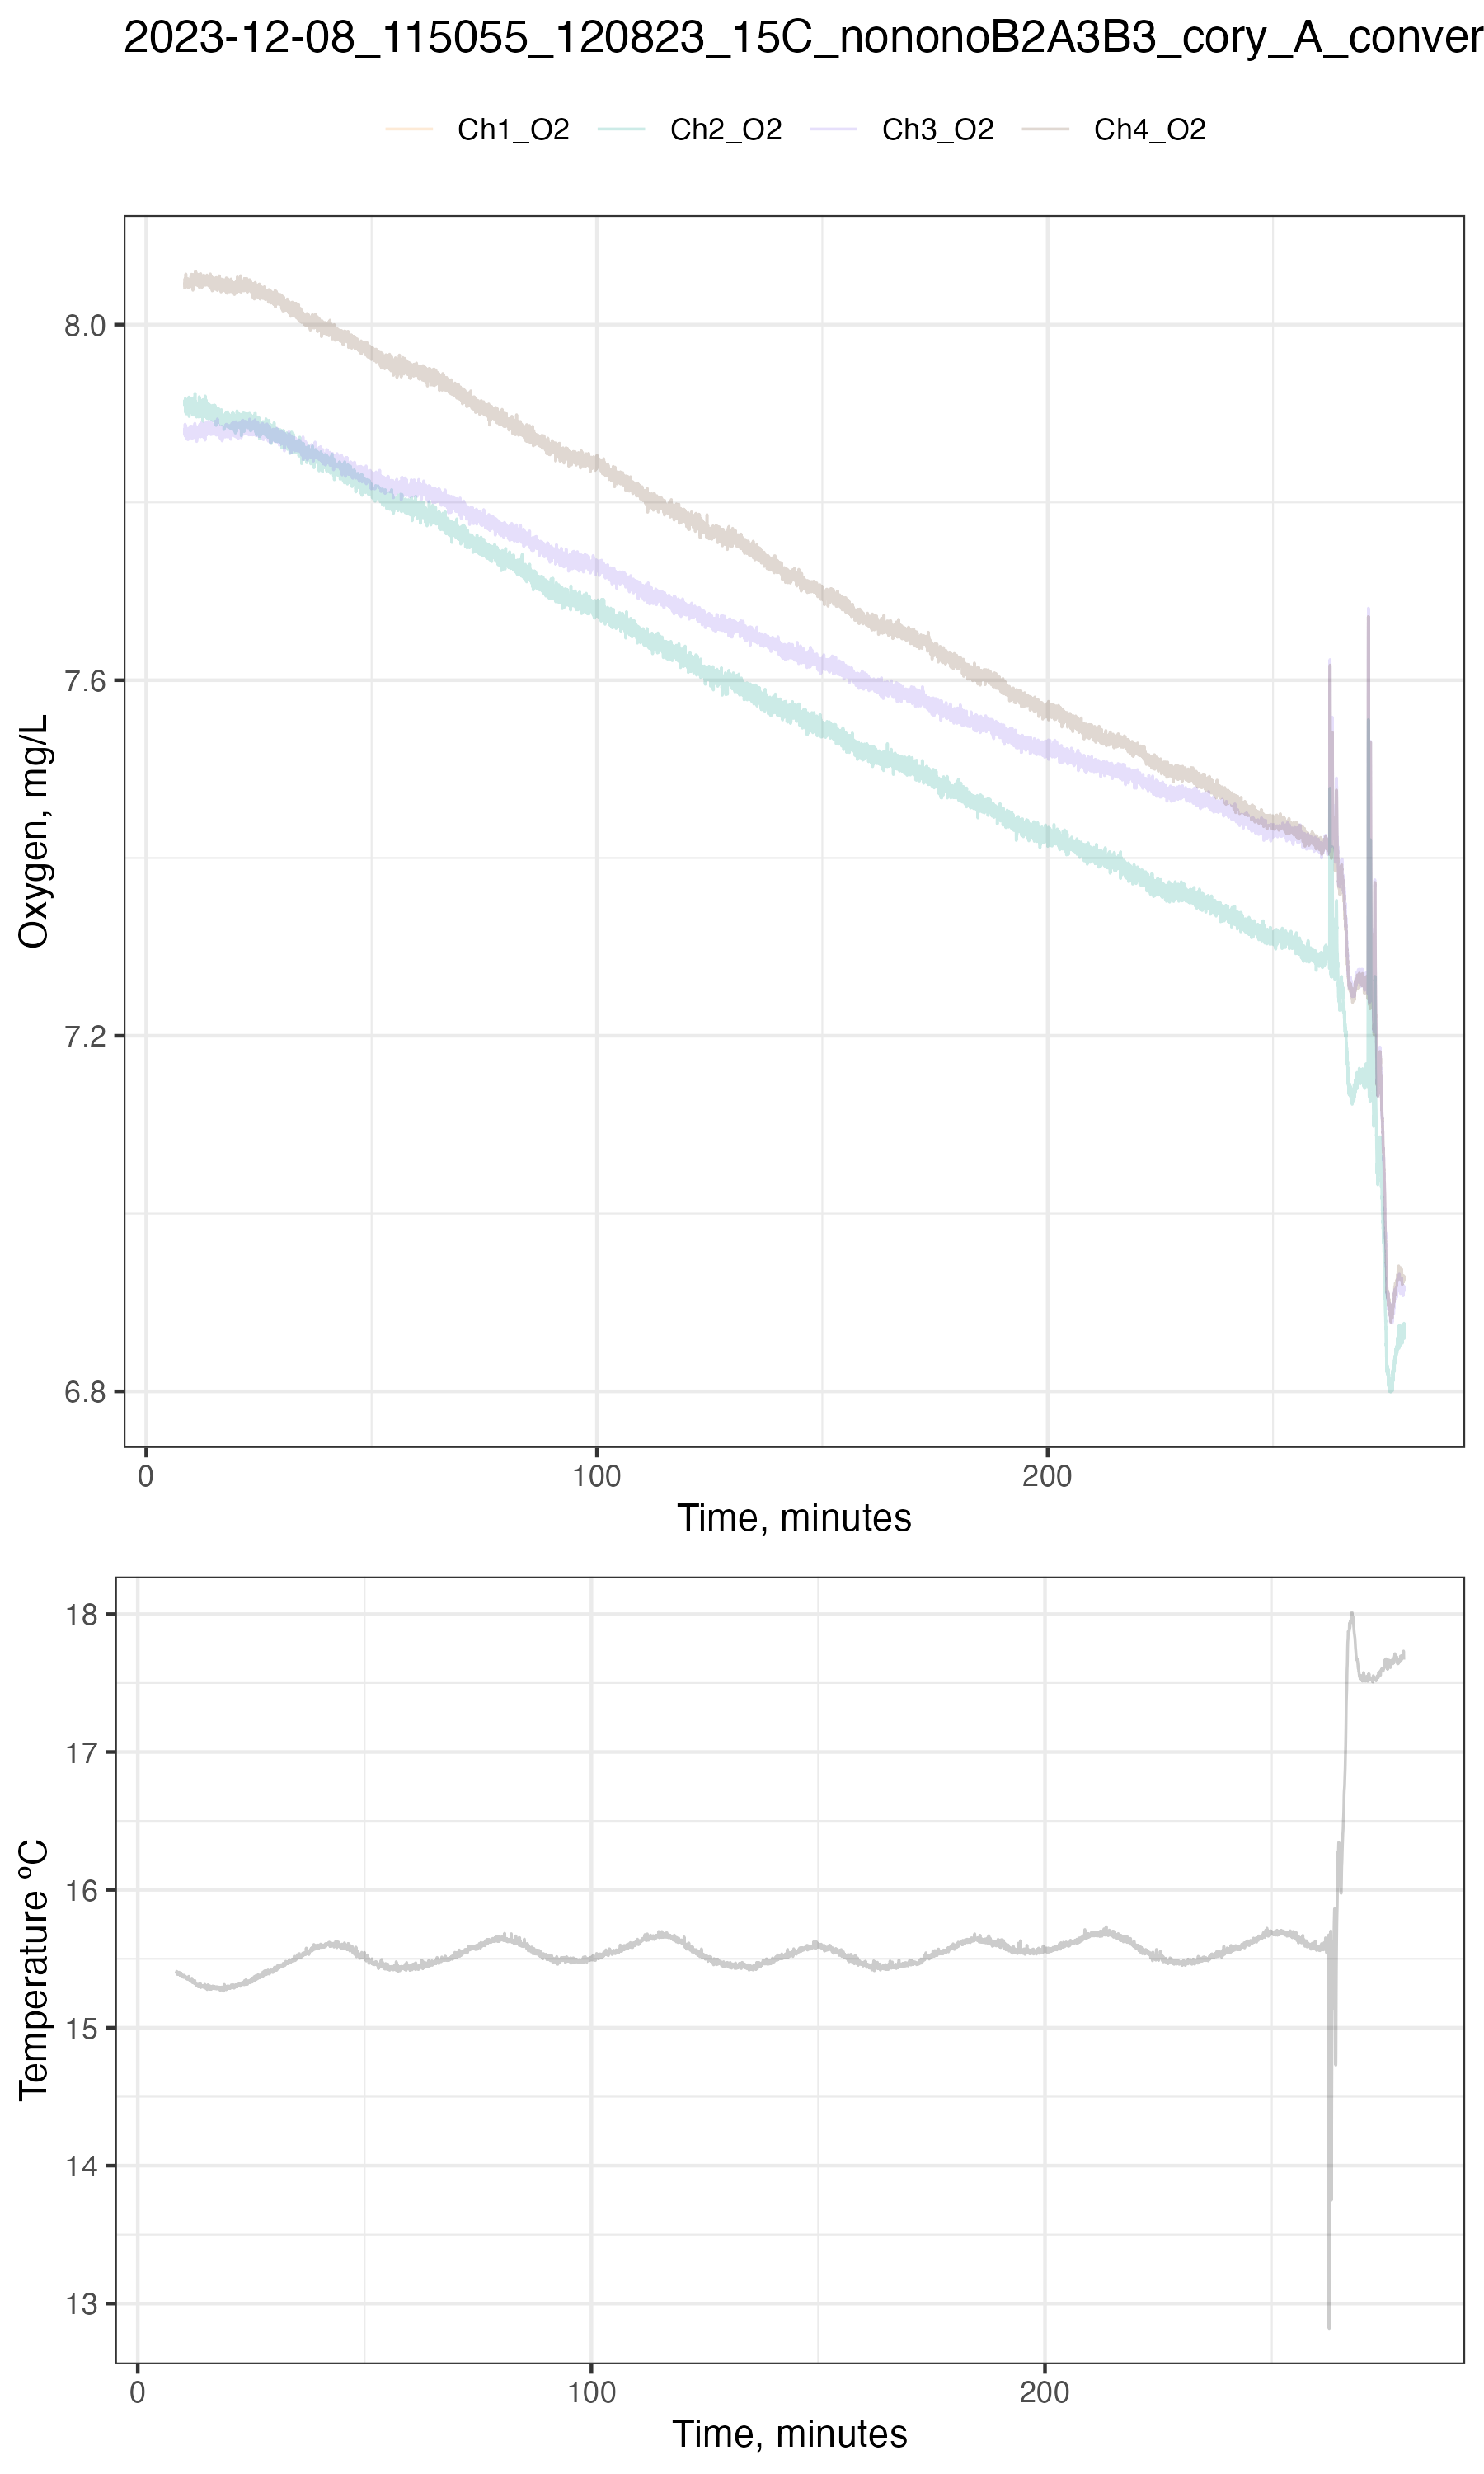 2023-12-08_115055_120823_15C_nononoB2A3B3_cory_A_conver
Ch1_O2 Ch2_O2 Ch3_O2 Ch4_O2
Oxygen, mg/L
8.0
7.6
7.2
6.8
0 100 200
Time, minutes
Temperature ºC
18
17
16
15
14
13
0 100 200
Time, minutes